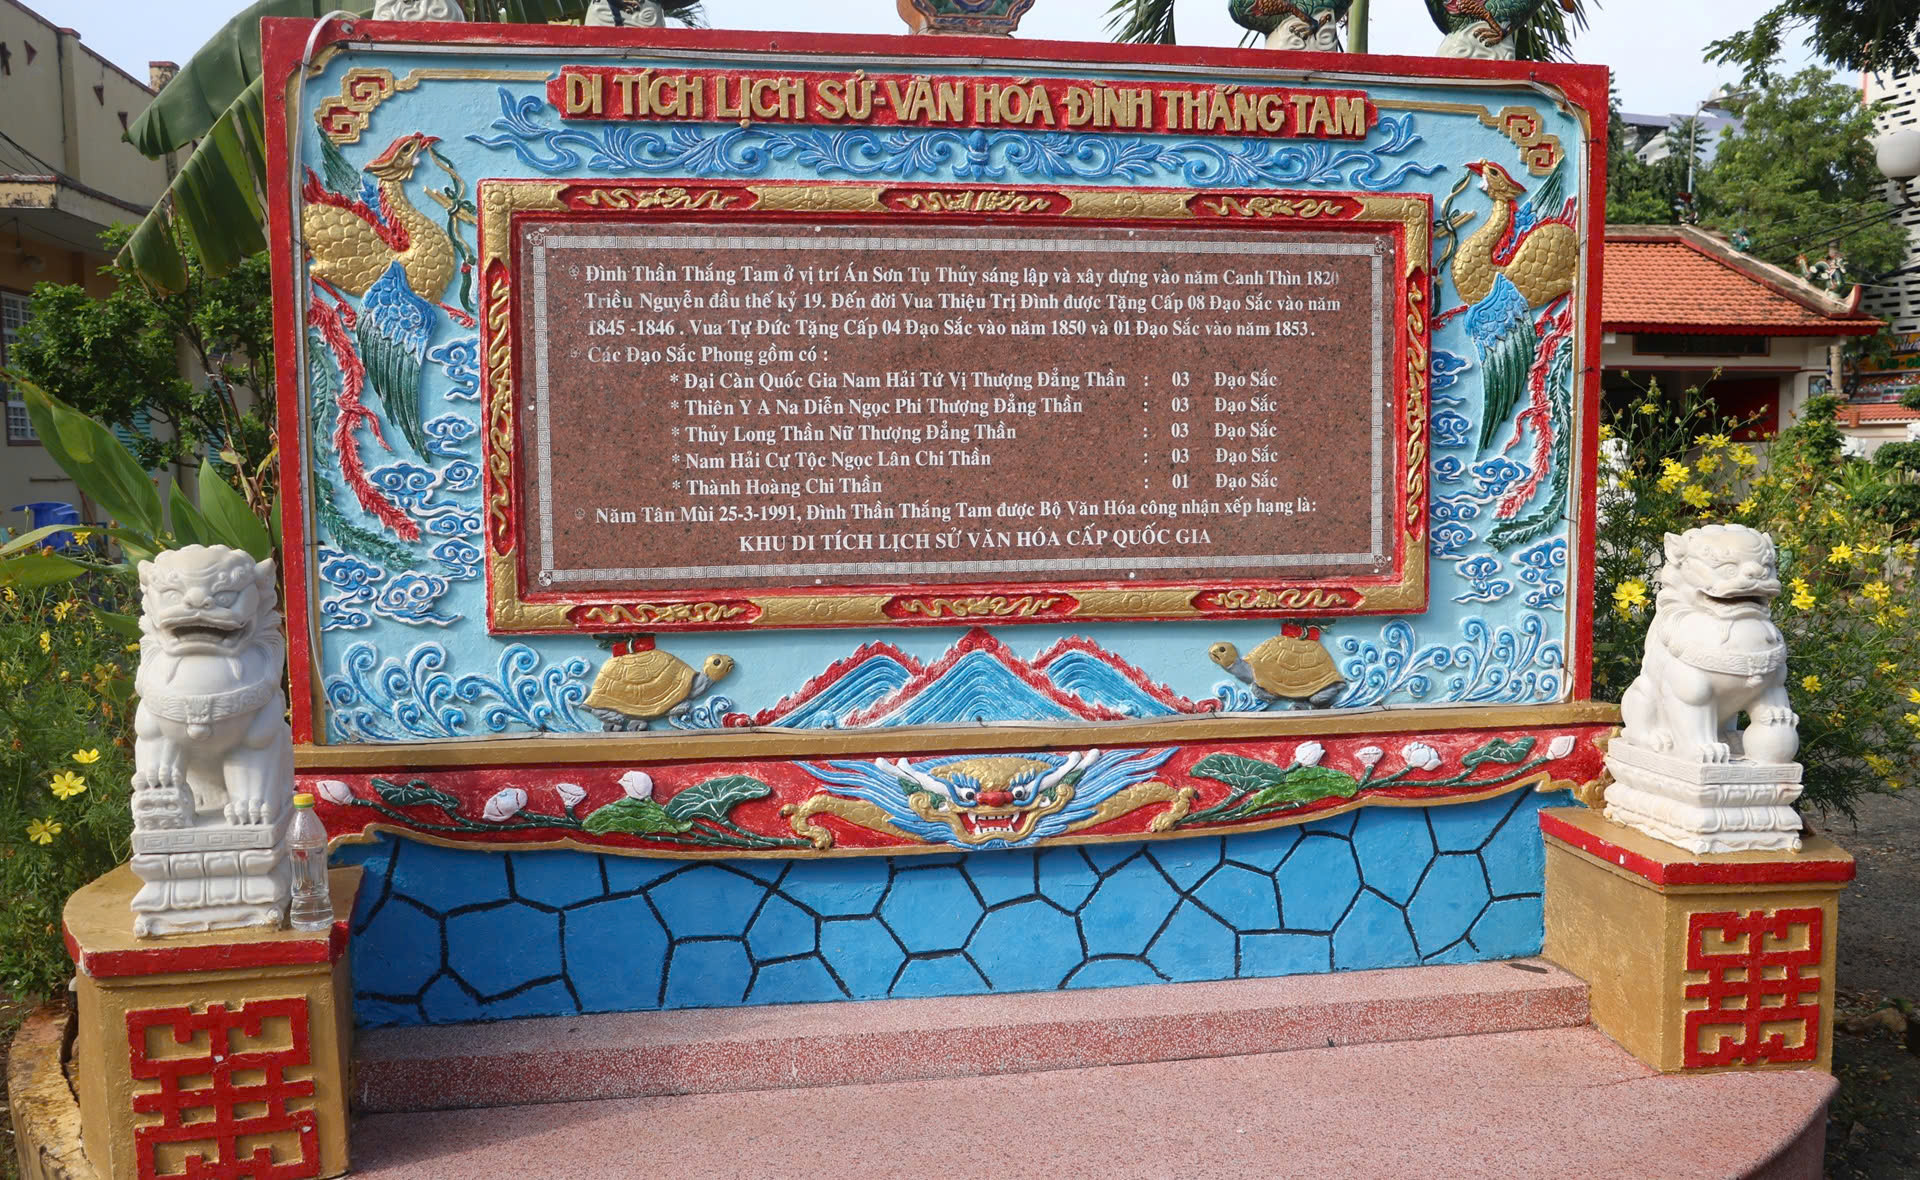 DI TÍCH LỊCH SỬ-VĂN HÓA ĐÌNH THẮNG TAM
Đình Thần Thắng Tam ở vị trí Án Sơn Tụ Thủy sáng lập và xây dựng vào năm Canh Thìn 1820
Triều Nguyễn đầu thế kỷ 19. Đến đời Vua Thiệu Trị Đình được Tặng Cấp 08 Đạo Sắc vào năm
1845 -1846 . Vua Tự Đức Tặng Cấp 04 Đạo Sắc vào năm 1850 và 01 Đạo Sắc vào năm 1853 .
Các Đạo Sắc Phong gồm có :
* Đại Càn Quốc Gia Nam Hải Tứ Vị Thượng Đẳng Thần : 03 Đạo Sắc
* Thiên Y A Na Diễn Ngọc Phi Thượng Đẳng Thần : 03 Đạo Sắc
* Thủy Long Thần Nữ Thượng Đẳng Thần : 03 Đạo Sắc
* Nam Hải Cự Tộc Ngọc Lân Chi Thần : 03 Đạo Sắc
* Thành Hoàng Chi Thần : 01 Đạo Sắc
Năm Tân Mùi 25-3-1991, Đình Thần Thắng Tam được Bộ Văn Hóa công nhận xếp hạng là:
KHU DI TÍCH LỊCH SỬ VĂN HÓA CẤP QUỐC GIA